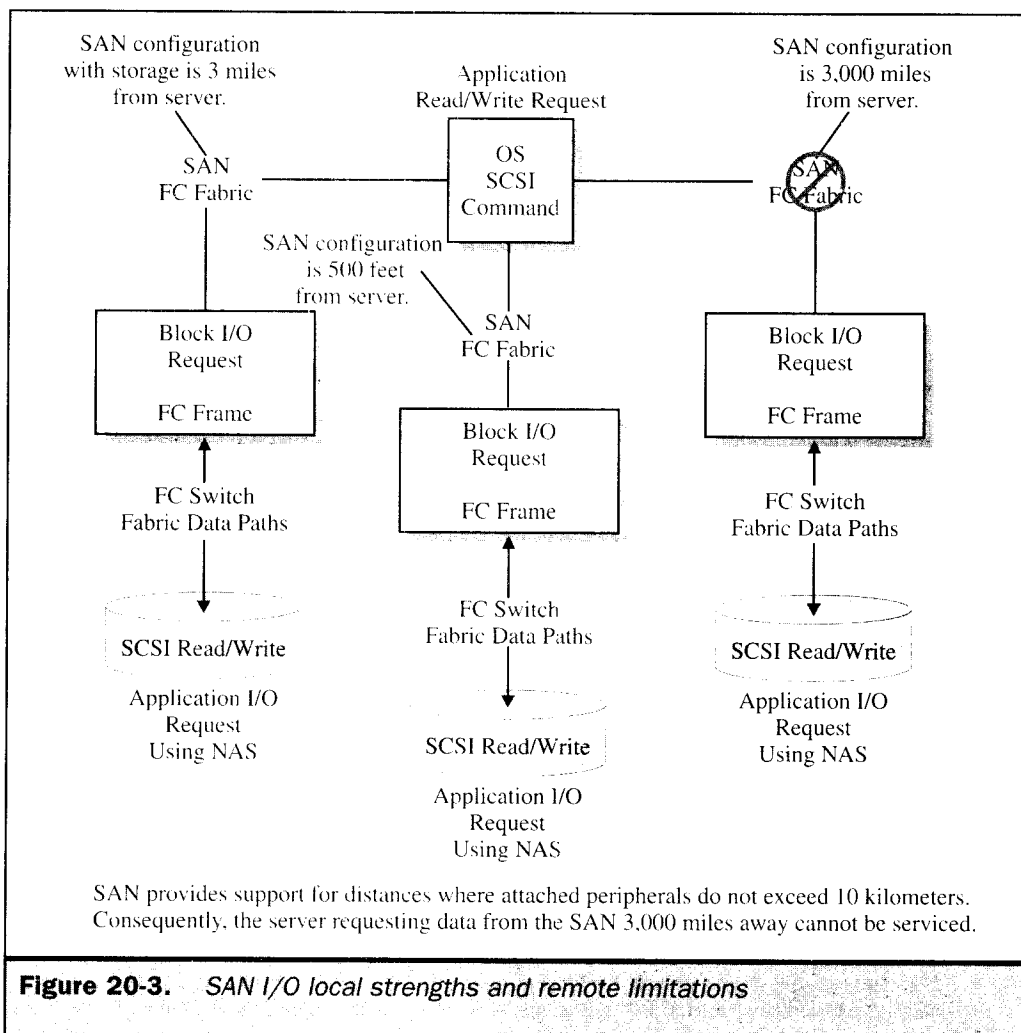 SAN configuration
with storage is 3 miles
from server.
Application
Read/Write Request
SAN configuration
is 3,000 miles
from server.
SAN
FC Fabric
OS
SCSI
Command
SAN
FC Fabric
SAN configuration
is 500 feet
from server.
SAN
FC Fabric
Block I/O
Request
FC Frame
Block I/O
Request
FC Frame
Block I/O
Request
FC Frame
FC Switch
Fabric Data Paths
FC Switch
Fabric Data Paths
FC Switch
Fabric Data Paths
SCSI Read/Write
Application I/O
Request
Using NAS
SCSI Read/Write
Application I/O
Request
Using NAS
SCSI Read/Write
Application I/O
Request
Using NAS
SAN provides support for distances where attached peripherals do not exceed 10 kilometers.
Consequently, the server requesting data from the SAN 3,000 miles away cannot be serviced.
Figure 20-3. SAN I/O local strengths and remote limitations